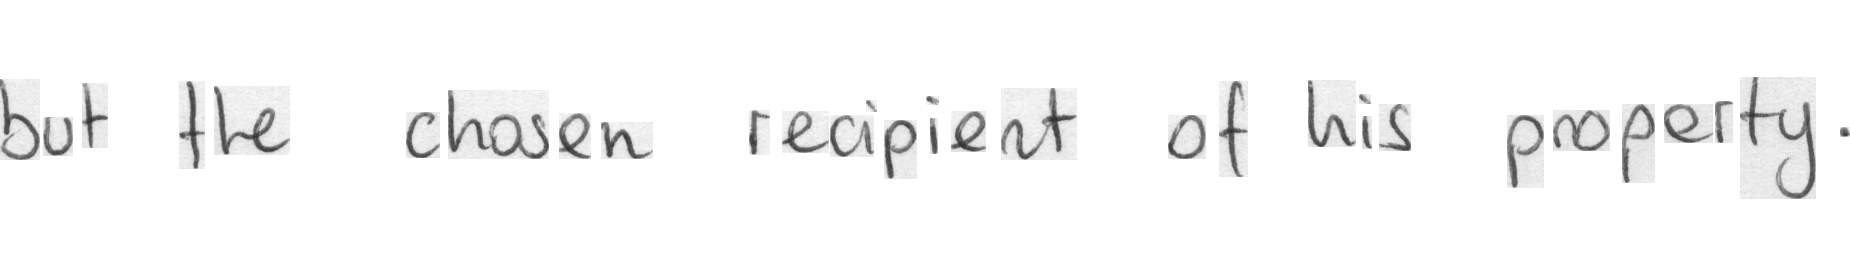 but the chosen recipient of his property.